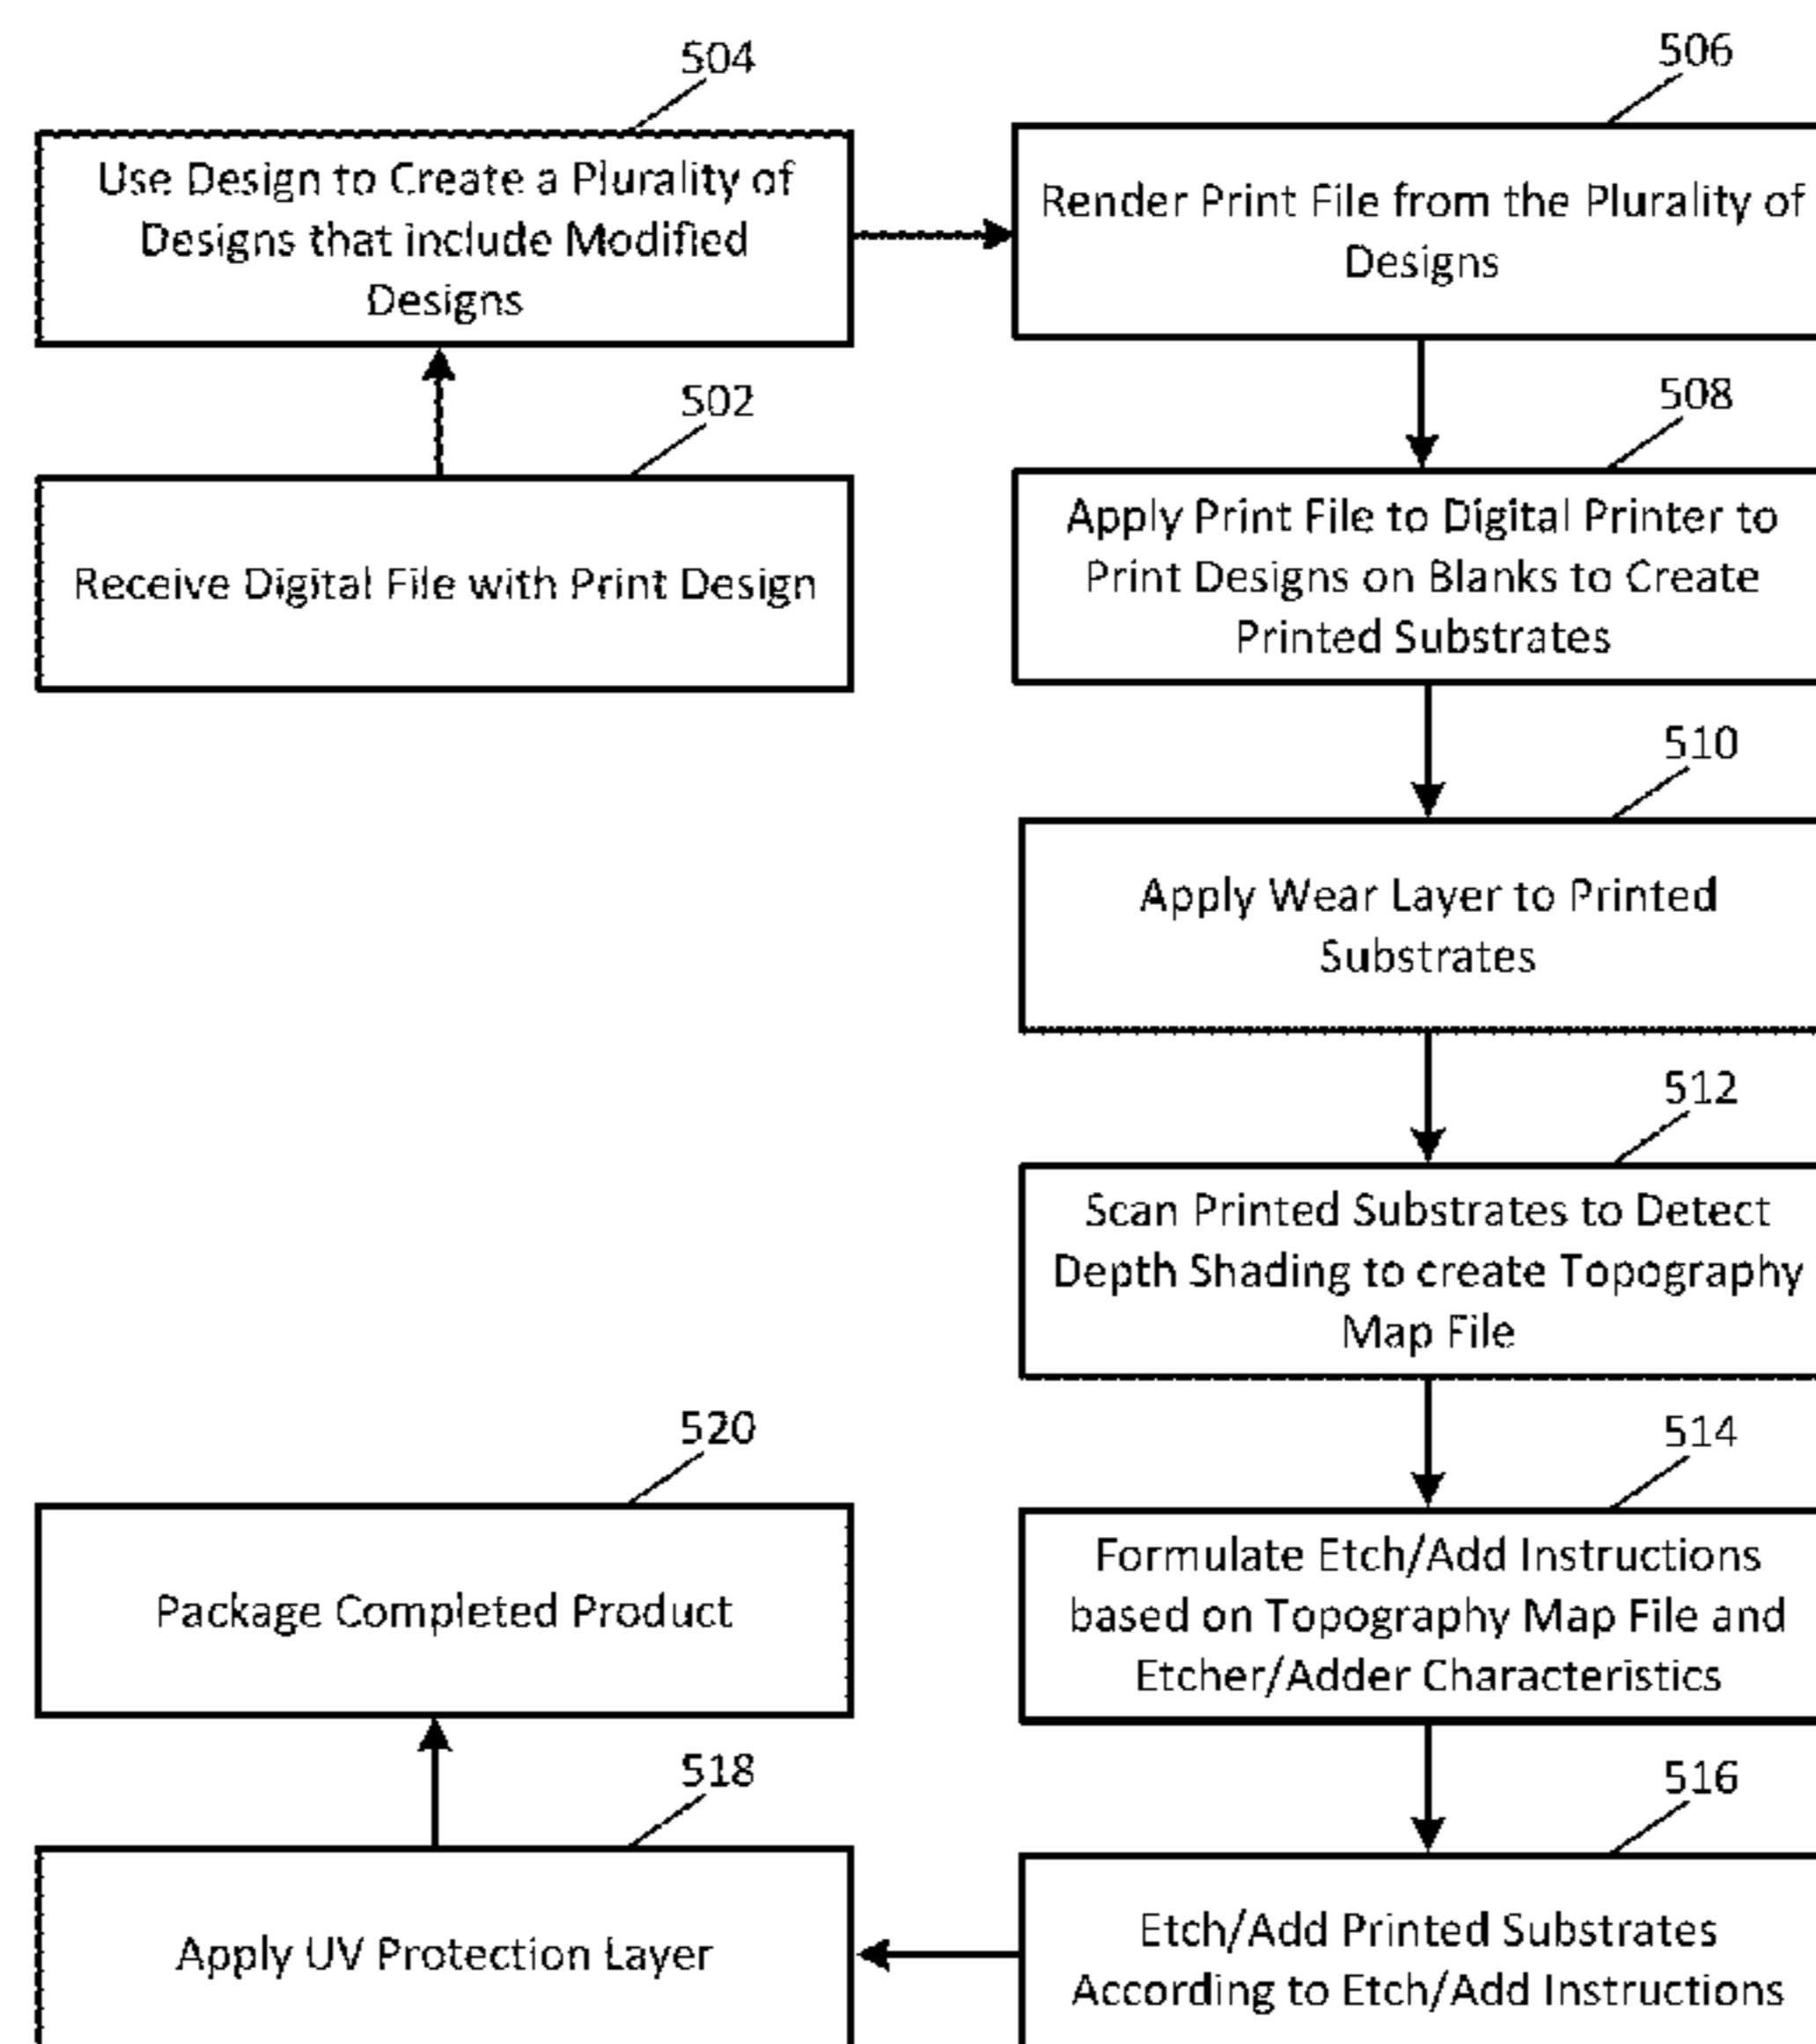 504
Use Design to Create a Plurality of
Designs that include Modified
Designs
506
Render Print File from the Plurality of
Designs
502
Receive Digital File with Print Design
508
Apply Print File to Digital Printer to
Print Designs on Blanks to Create
Printed Substrates
510
Apply Wear Layer to Printed
Substrates
512
Scan Printed Substrates to Detect
Depth Shading to create Topography
Map File
514
Formulate Etch/Add Instructions
based on Topography Map File and
Etcher/Adder Characteristics
516
Etch/Add Printed Substrates
According to Etch/Add Instructions
518
Apply UV Protection Layer
520
Package Completed Product